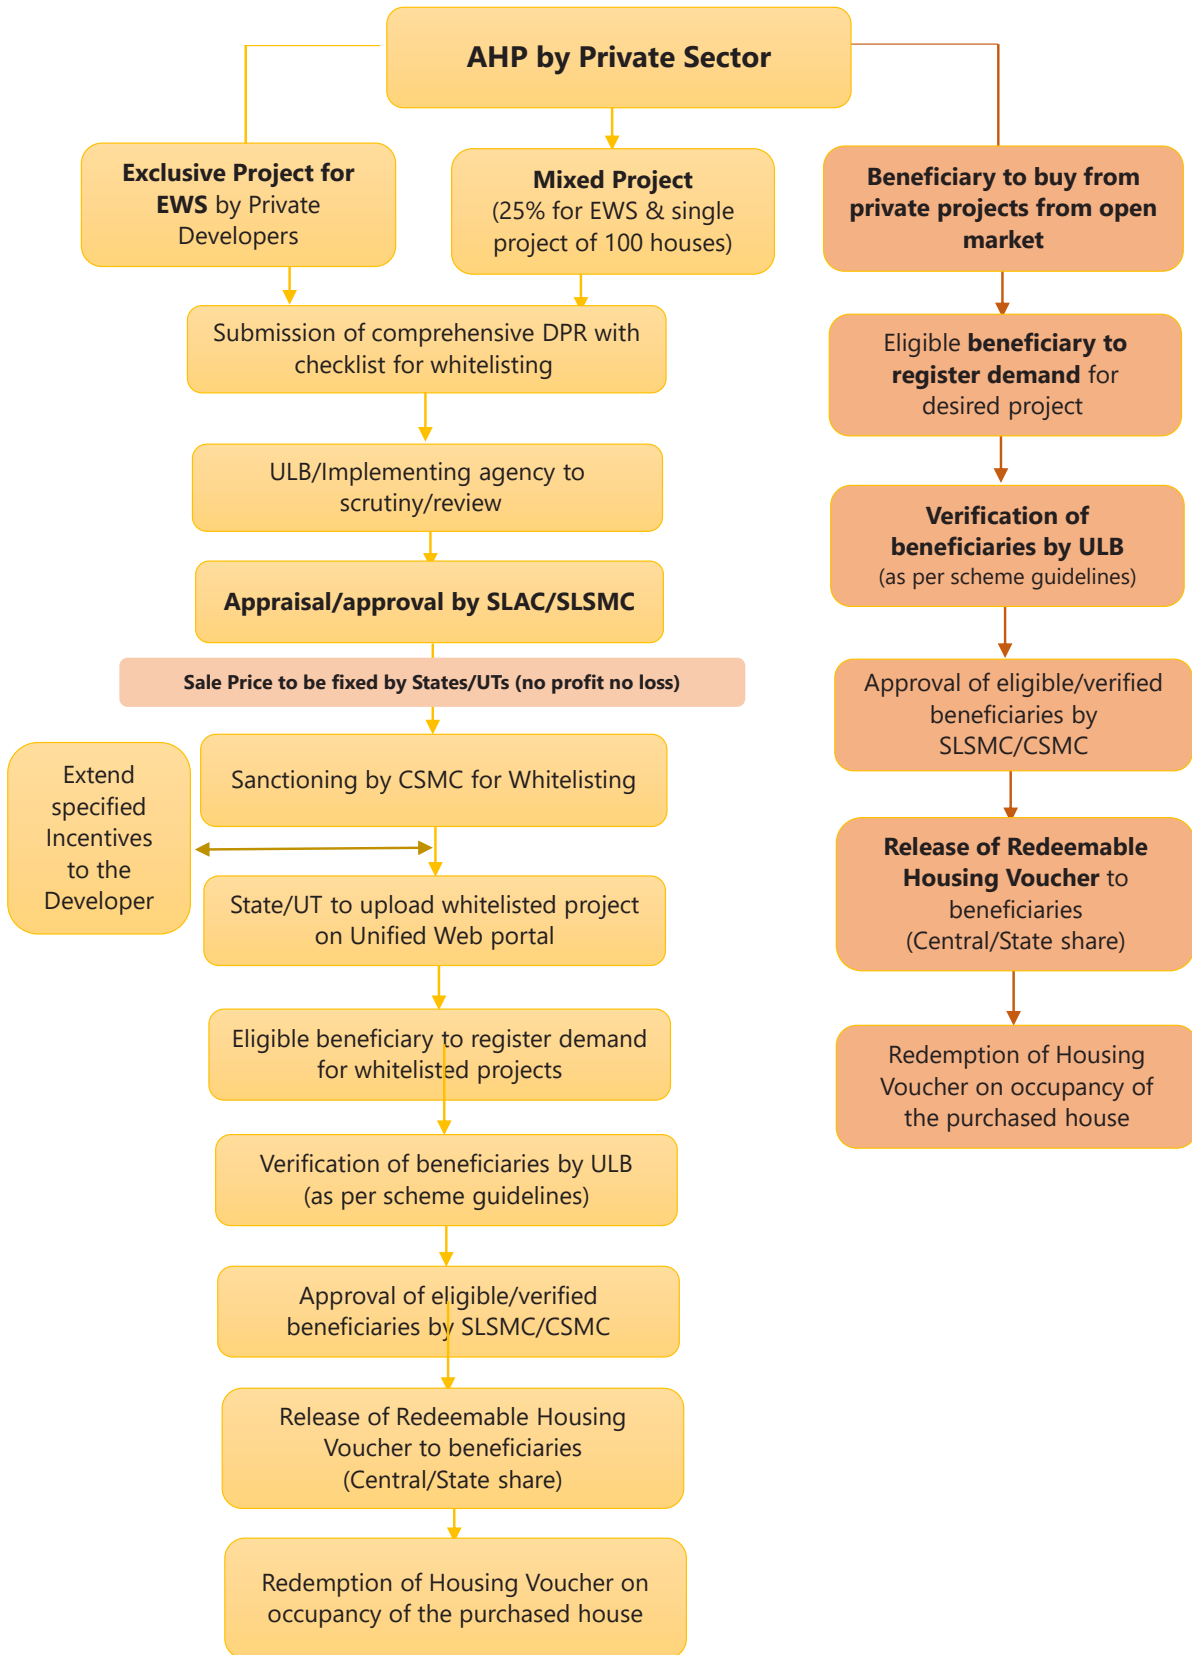 AHP by Private Sector
Exclusive Project for
EWS by Private
Developers
Mixed Project
(25% for EWS & single
project of 100 houses)
Beneficiary to buy from
private projects from open
market
Submission of comprehensive DPR with
checklist for whitelisting
ULB/Implementing agency to
scrutiny/review
Appraisal/approval by SLAC/SLSMC
Sale Price to be fixed by States/UTs (no profit no loss)
Sanctioning by CSMC for Whitelisting
Extend
specified
Incentives
to the
Developer
State/UT to upload whitelisted project
on Unified Web portal
Eligible beneficiary to register demand
for whitelisted projects
Verification of beneficiaries by ULB
(as per scheme guidelines)
Approval of eligible/verified
beneficiaries by SLSMC/CSMC
Release of Redeemable Housing
Voucher to beneficiaries
(Central/State share)
Redemption of Housing Voucher on
occupancy of the purchased house
Eligible beneficiary to
register demand for
desired project
Verification of
beneficiaries by ULB
(as per scheme guidelines)
Approval of eligible/verified
beneficiaries by
SLSMC/CSMC
Release of Redeemable
Housing Voucher to
beneficiaries
(Central/State share)
Redemption of Housing
Voucher on occupancy of
the purchased house